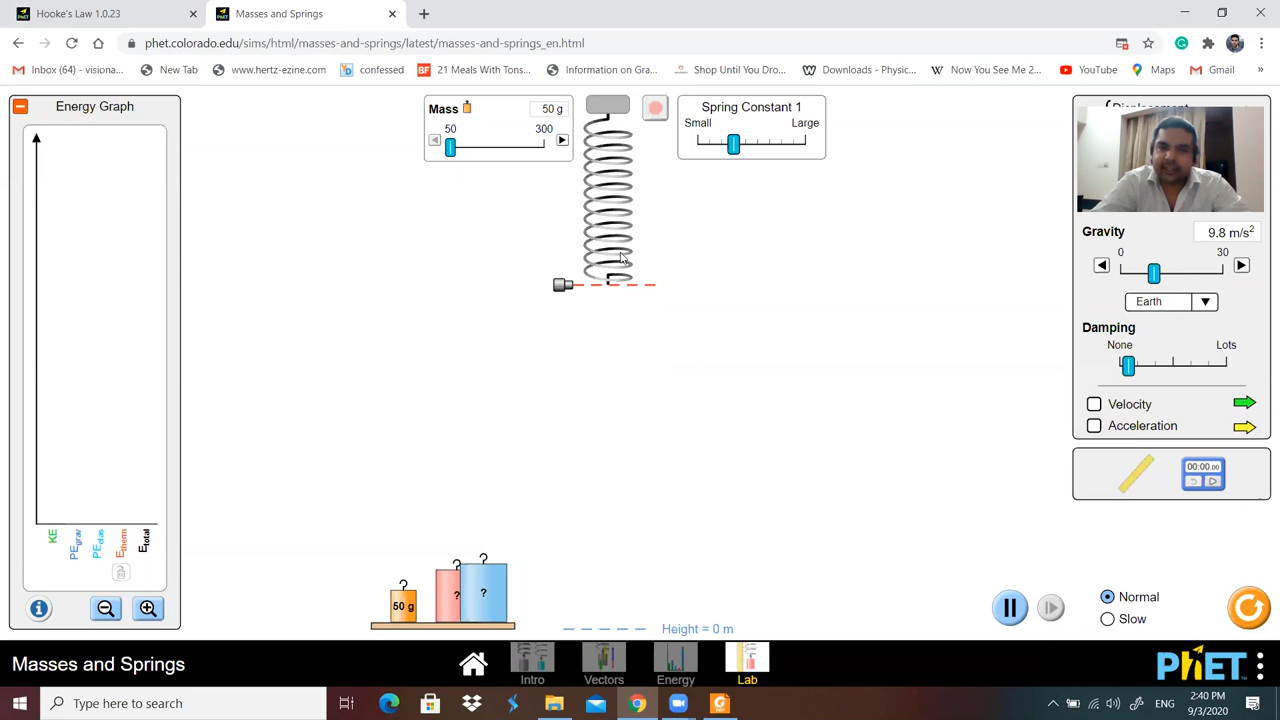 Hooke's Law 1.0.23
Masses and Springs
phet.colorado.edu/sims/html/masses-and-springs/latest/masses-and-springs_en.html
Inbox (64) - visiona...
New Tab
www.hertz-ezine.com
confessed
21 Meals With Tons...
Information on Gra...
Shop Until You Dro...
Downloads - Physic...
Now You See Me 2...
YouTube
Maps
Gmail
»
Energy Graph
KE
PEgrav
PEelas
Etherm
Etotal
Mass
50 g
50
300
Spring Constant 1
Small
Large
Displacement
Gravity
9.8 m/s²
0
30
Earth
Damping
None
Lots
Velocity
Acceleration
00:00.00
50 g
?
?
Height = 0 m
Normal
Slow
Masses and Springs
Intro
Vectors
Energy
Lab
PhET
Type here to search
ENG
2:40 PM
9/3/2020